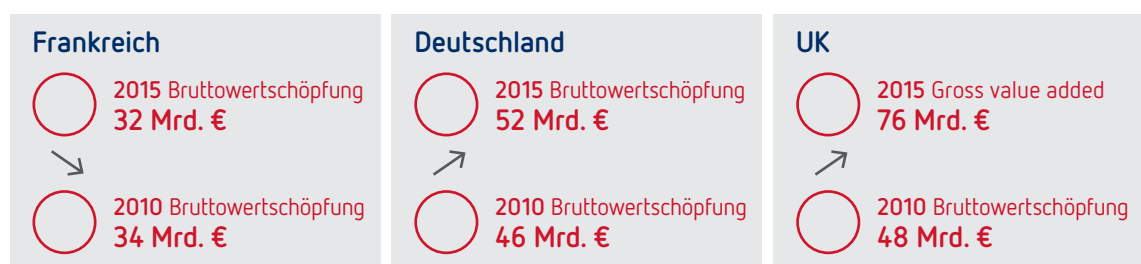 Frankreich
2015 Bruttowertschöpfung
32 Mrd. €
2010 Bruttowertschöpfung
34 Mrd. €
Deutschland
2015 Bruttowertschöpfung
52 Mrd. €
2010 Bruttowertschöpfung
46 Mrd. €
UK
2015 Gross value added
76 Mrd. €
2010 Bruttowertschöpfung
48 Mrd. €